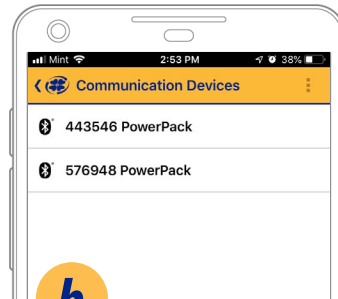 Mint 2:53 PM 38%
Communication Devices
443546 PowerPack
576948 PowerPack
b